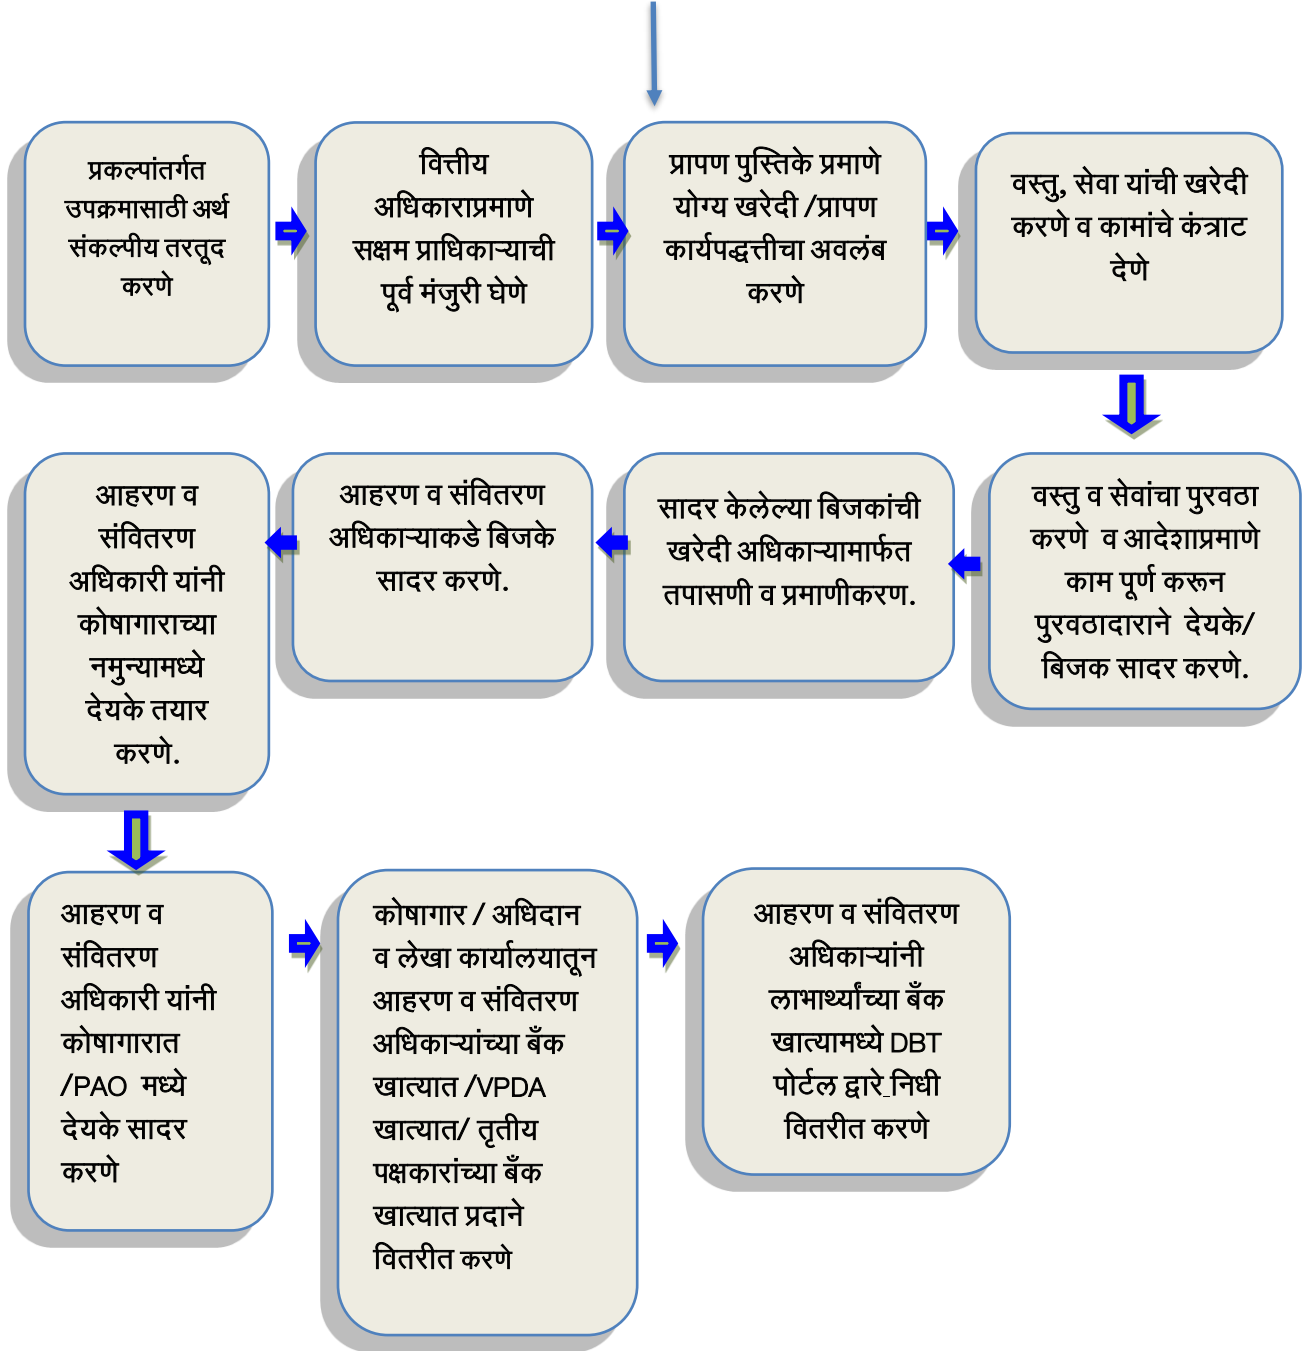 प्रकल्पांतर्गत
उपक्रमासाठी अर्थ
संकल्पीय तरतूद
करणे
वित्तीय
अधिकाराप्रमाणे
सक्षम प्राधिकाऱ्याची
पूर्व मंजुरी घेणे
प्रापण पुस्तिके प्रमाणे
योग्य खरेदी /प्रापण
कार्यपद्धत्तीचा अवलंब
करणे
वस्तु, सेवा यांची खरेदी
करणे व कामांचे कंत्राट
देणे
वस्तु व सेवांचा पुरवठा
करणे व आदेशाप्रमाणे
काम पूर्ण करून
पुरवठादाराने देयके/
बिजक सादर करणे.
सादर केलेल्या बिजकांची
खरेदी अधिकाऱ्यामार्फत
तपासणी व प्रमाणीकरण.
आहरण व संवितरण
अधिकाऱ्याकडे बिजके
सादर करणे.
आहरण व
संवितरण
अधिकारी यांनी
कोषागाराच्या
नमुन्यामध्ये
देयके तयार
करणे.
आहरण व
संवितरण
अधिकारी यांनी
कोषागारात
/PAO मध्ये
देयके सादर
करणे
कोषागार / अधिदान
व लेखा कार्यालयातून
आहरण व संवितरण
अधिकाऱ्यांच्या बँक
खात्यात /VPDA
खात्यात/ तृतीय
पक्षकारांच्या बँक
खात्यात प्रदाने
वितरीत करणे
आहरण व संवितरण
अधिकाऱ्यांनी
लाभार्थ्यांच्या बँक
खात्यामध्ये DBT
पोर्टल द्वारे निधी
वितरीत करणे